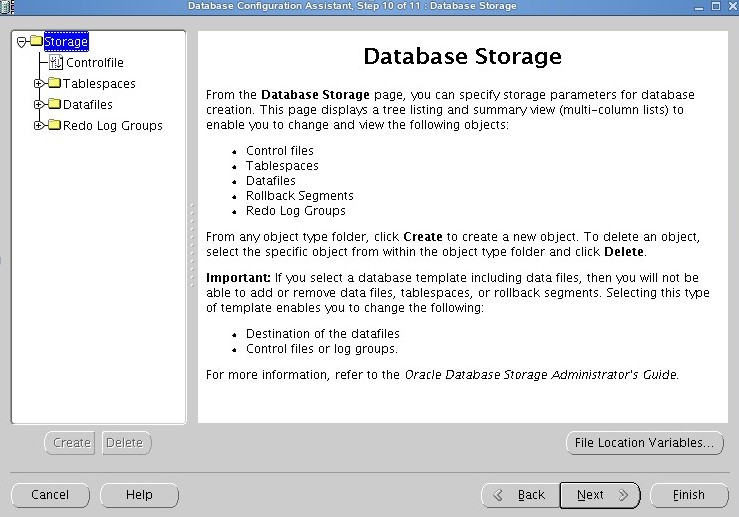 Database Configuration Assistant, Step 10 of 11 : Database Storage
Storage
Controlfile
Tablespaces
Datafiles
Redo Log Groups
Database Storage
From the Database Storage page, you can specify storage parameters for database
creation. This page displays a tree listing and summary view (multi-column lists) to
enable you to change and view the following objects:
• Control files
• Tablespaces
• Datafiles
• Rollback Segments
• Redo Log Groups
From any object type folder, click Create to create a new object. To delete an object,
select the specific object from within the object type folder and click Delete.
Important: If you select a database template including data files, then you will not be
able to add or remove data files, tablespaces, or rollback segments. Selecting this type
of template enables you to change the following:
• Destination of the datafiles
• Control files or log groups.
For more information, refer to the Oracle Database Storage Administrator's Guide.
Create Delete
File Location Variables...
Cancel Help Back Next Finish